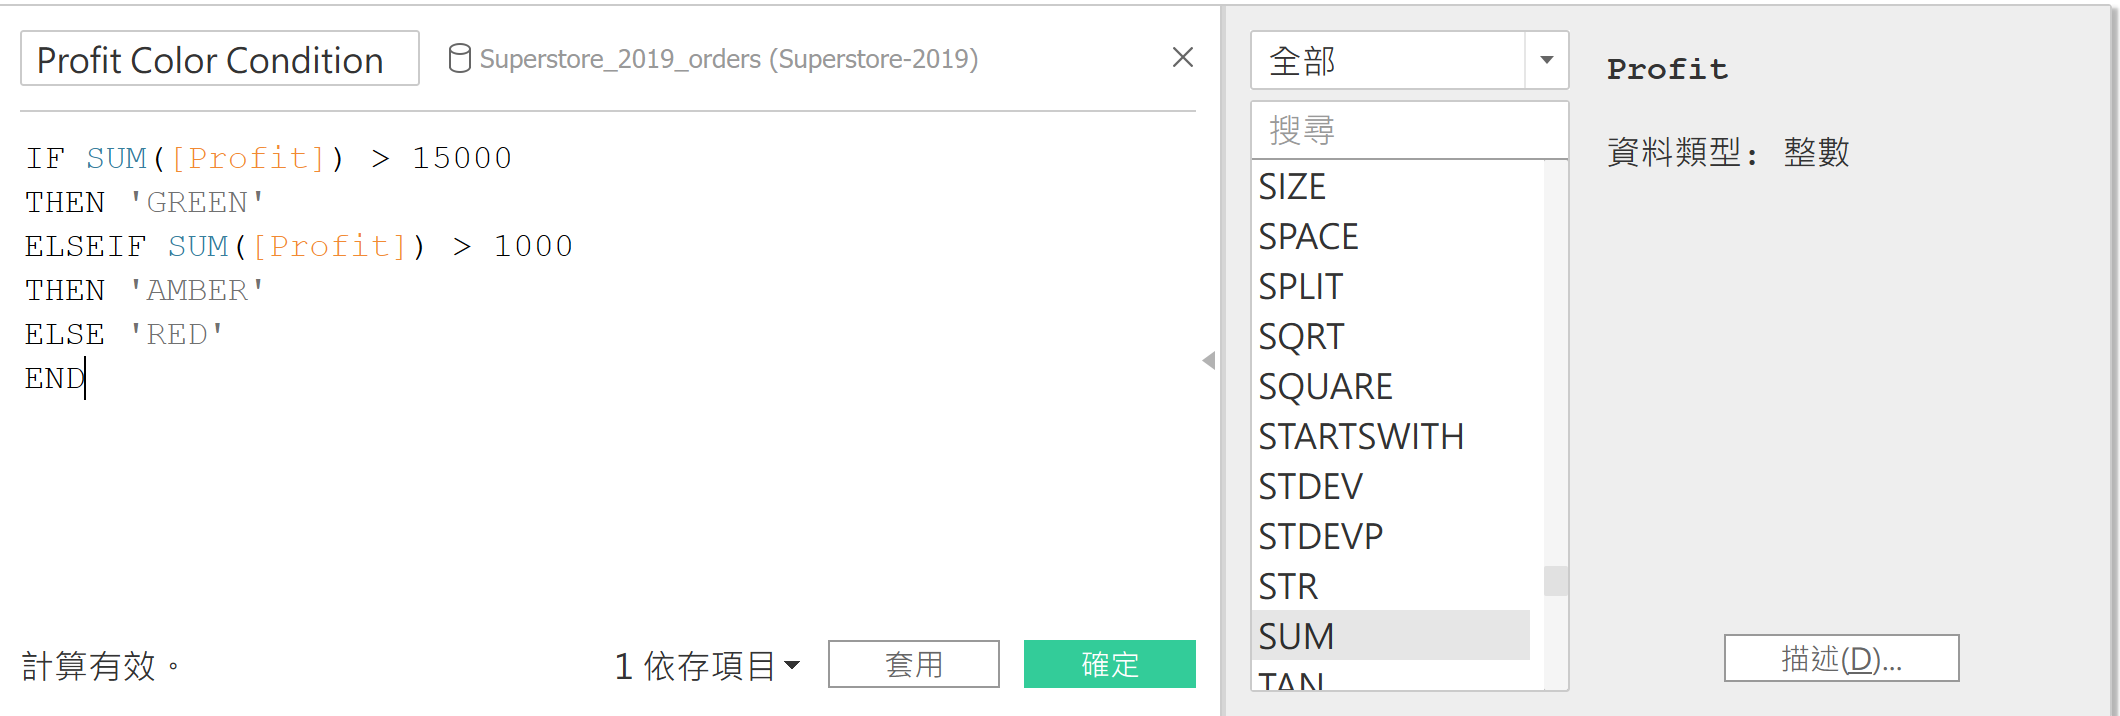 Profit Color Condition
Superstore_2019_orders (Superstore-2019)
IF SUM([Profit]) > 15000
THEN 'GREEN'
ELSEIF SUM([Profit]) > 1000
THEN 'AMBER'
ELSE 'RED'
END
計算有效。
1 依存項目
套用
確定
全部
搜尋
SIZE
SPACE
SPLIT
SQRT
SQUARE
STARTSWITH
STDEV
STDEVP
STR
SUM
TAN
Profit
資料類型: 整數
描述(D)...